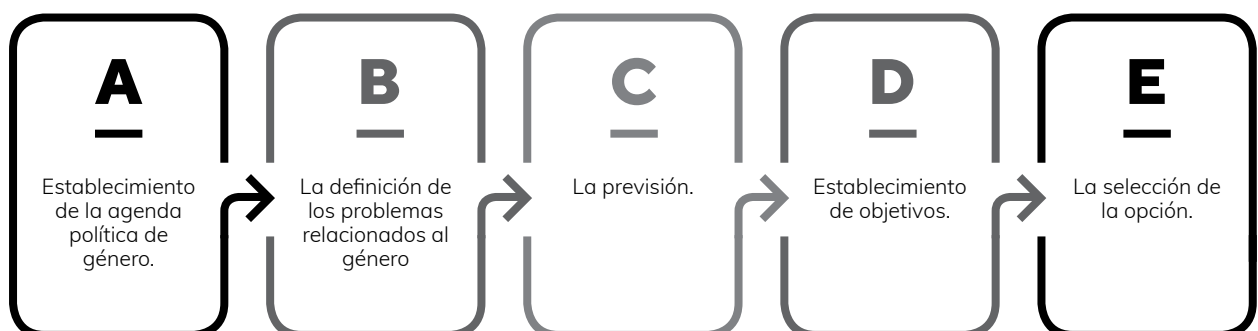 A
Establecimiento
de la agenda
política de
género.
B
La definición de
los problemas
relacionados al
género
C
La previsión.
D
Establecimiento
de objetivos.
E
La selección de
la opción.